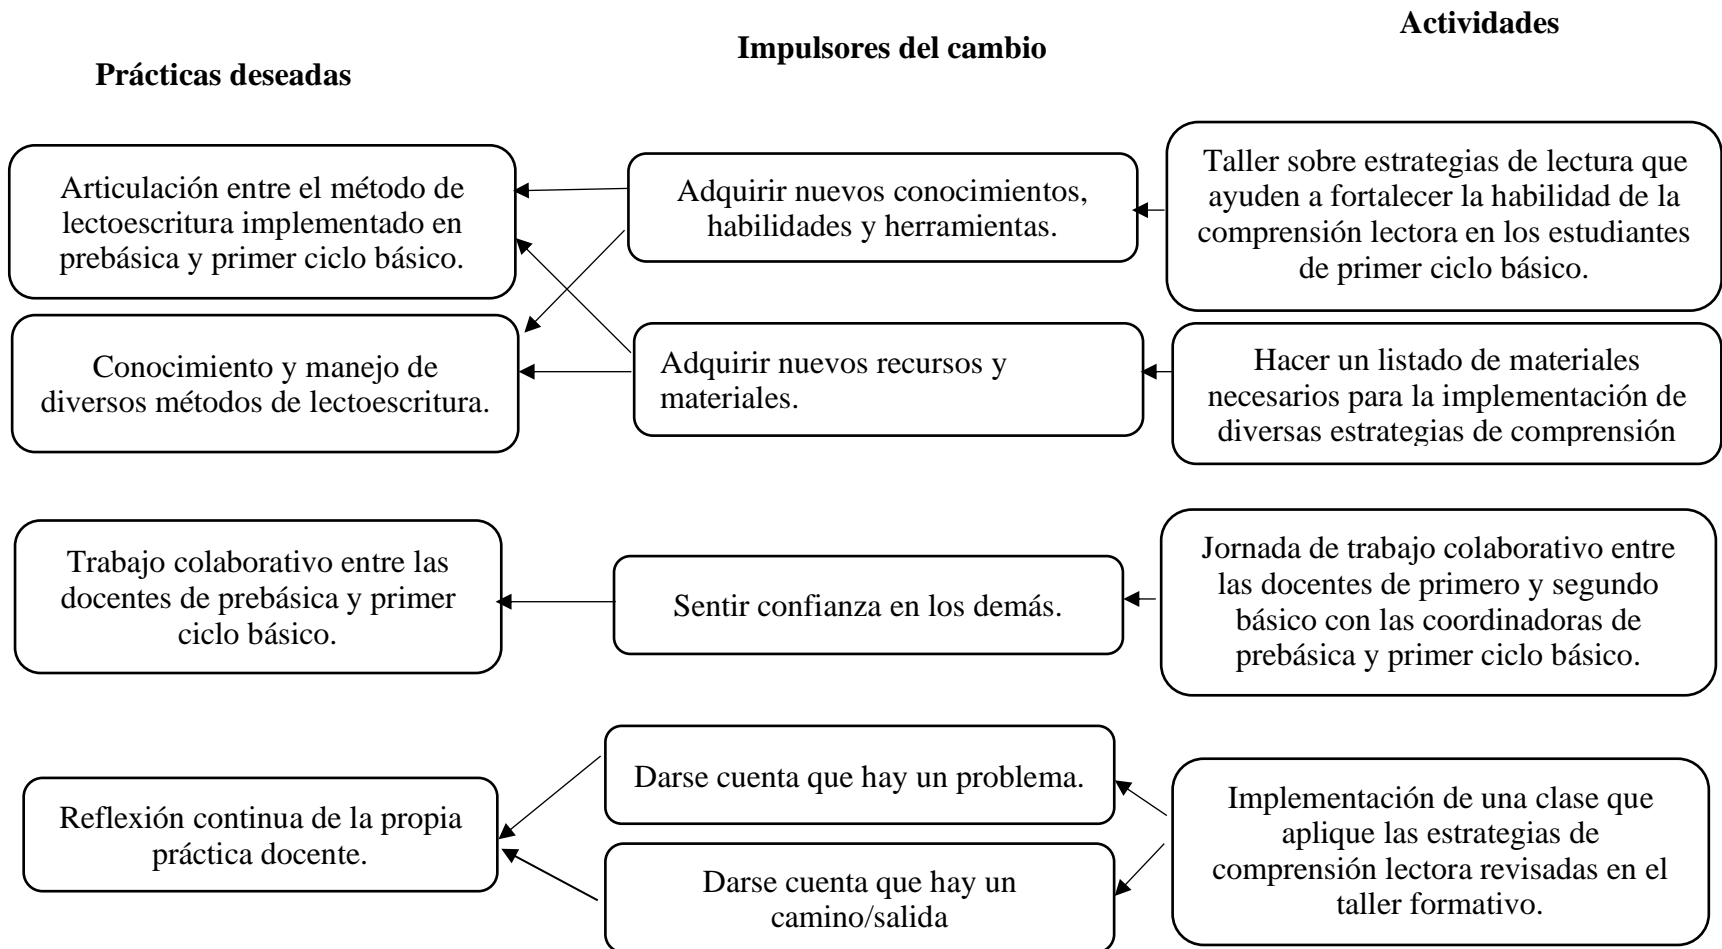 Actividades
Impulsores del cambio
Prácticas deseadas
Articulación entre el método de
lectoescritura implementado en
prebásica y primer ciclo básico.
Adquirir nuevos conocimientos,
habilidades y herramientas.
Taller sobre estrategias de lectura que
ayuden a fortalecer la habilidad de la
comprensión lectora en los estudiantes
de primer ciclo básico.
Conocimiento y manejo de
diversos métodos de lectoescritura.
Adquirir nuevos recursos y
materiales.
Hacer un listado de materiales
necesarios para la implementación de
diversas estrategias de comprensión
Trabajo colaborativo entre las
docentes de prebásica y primer
ciclo básico.
Sentir confianza en los demás.
Jornada de trabajo colaborativo entre
las docentes de primero y segundo
básico con las coordinadoras de
prebásica y primer ciclo básico.
Reflexión continua de la propia
práctica docente.
Darse cuenta que hay un problema.
Darse cuenta que hay un
camino/salida
Implementación de una clase que
aplique las estrategias de
comprensión lectora revisadas en el
taller formativo.